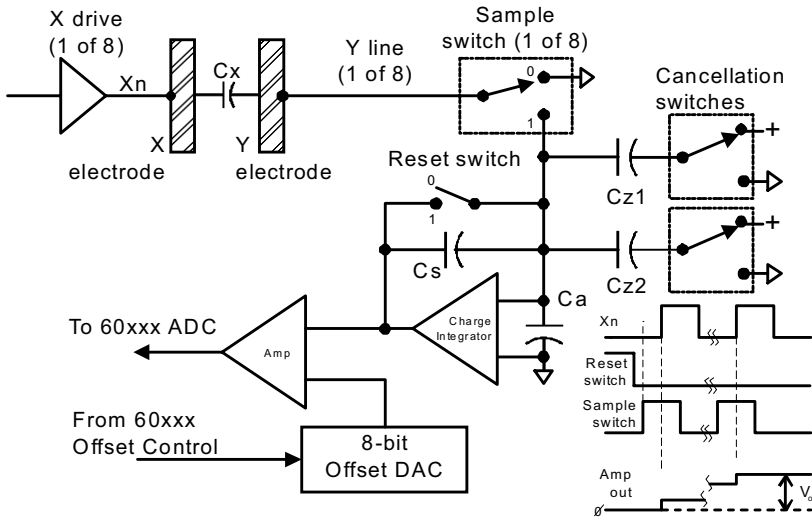 X drive
(1 of 8)
Xn
Cx
X
electrode
Y
electrode
Y line
(1 of 8)
Sample
switch (1 of 8)
0
1
Cancellation
switches
+
Cz1
+
Cz2
Reset switch
0
1
Cs
Ca
Charge
Integrator
Amp
To 60xxx ADC
From 60xxx
Offset Control
8-bit
Offset DAC
Xn
Reset
switch
Sample
switch
Amp
out
ø